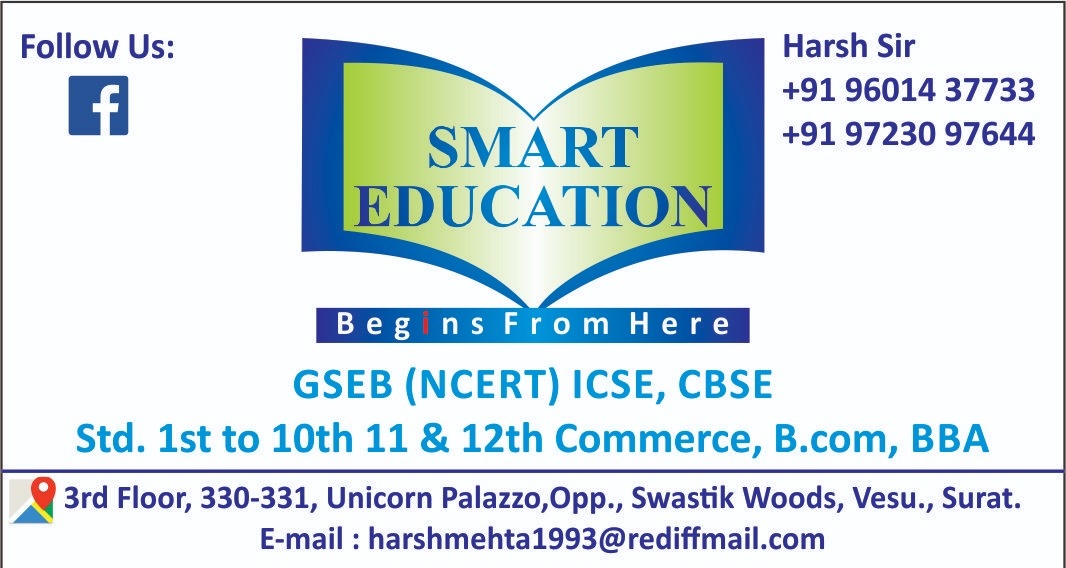 Follow Us:
SMART
EDUCATION
Begins From Here
Harsh Sir
+91 96014 37733
+91 97230 97644
GSEB (NCERT) ICSE, CBSE
Std. 1st to 10th 11 & 12th Commerce, B.com, BBA
3rd Floor, 330-331, Unicorn Palazzo,Opp., Swastik Woods, Vesu., Surat.
E-mail : harshmehta1993@rediffmail.com